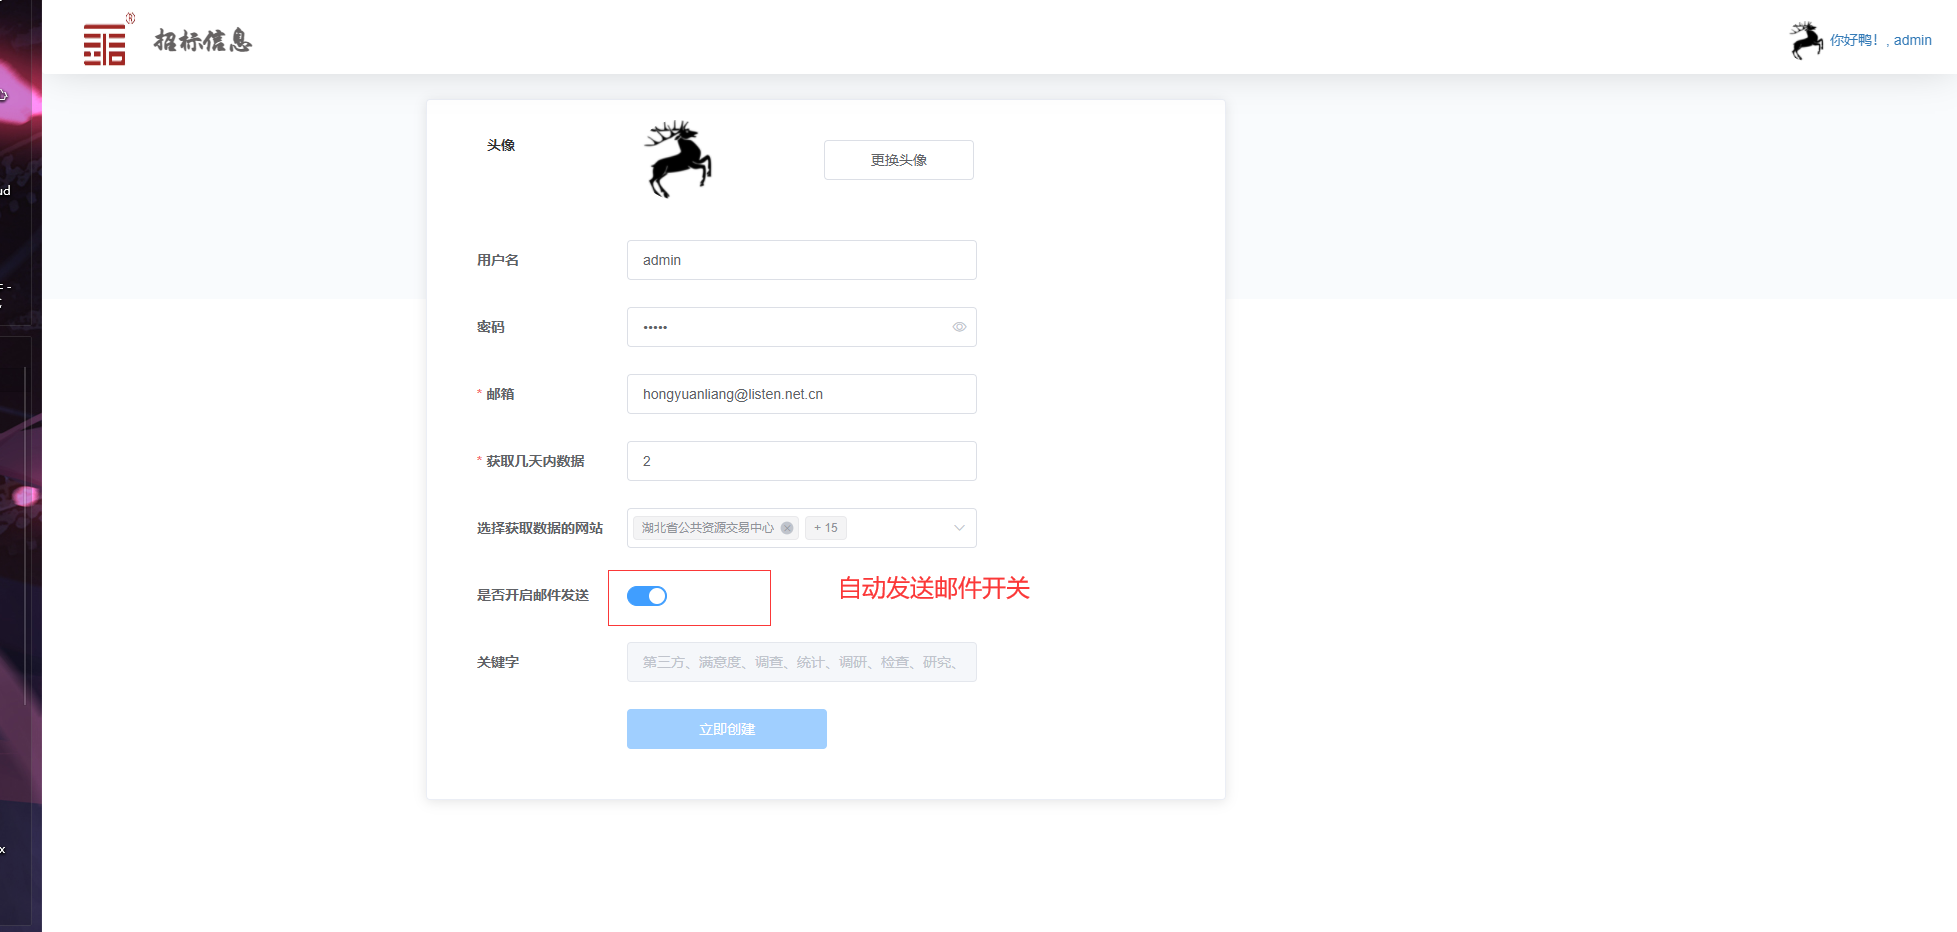 ®
招标信息
你好鸭！, admin
头像
更换头像
用户名
admin
密码
•••••
* 邮箱
hongyuanliang@listen.net.cn
* 获取几天内数据
2
选择获取数据的网站
湖北省公共资源交易中心
+ 15
是否开启邮件发送
自动发送邮件开关
关键字
第三方、满意度、调查、统计、调研、检查、研究、
立即创建
ud
x